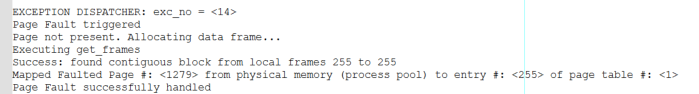 EXCEPTION DISPATCHER: exc_no = <14>
Page Fault triggered
Page not present. Allocating data frame...
Executing get_frames
Success: found contiguous block from local frames 255 to 255
Mapped Faulted Page #: <1279> from physical memory (process pool) to entry #: <255> of page table #: <1>
Page Fault successfully handled